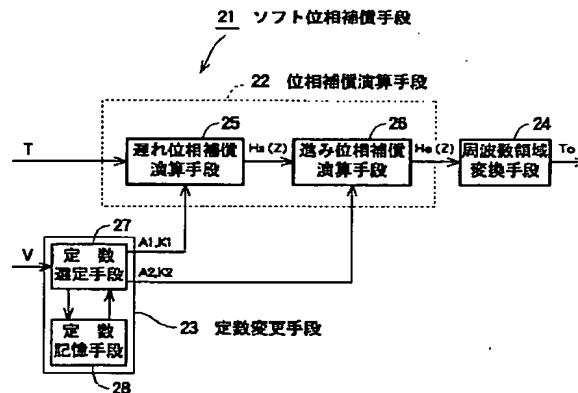 21 ソフト位相補償手段
22 位相補償演算手段
25
26
24
T
遅れ位相補償
演算手段
Hs(Z)
進み位相補償
演算手段
He(Z)
周波数領域
変換手段
To
27
V
定 数
選定手段
A1,K1
A2,K2
定 数
記憶手段
23 定数変更手段
28